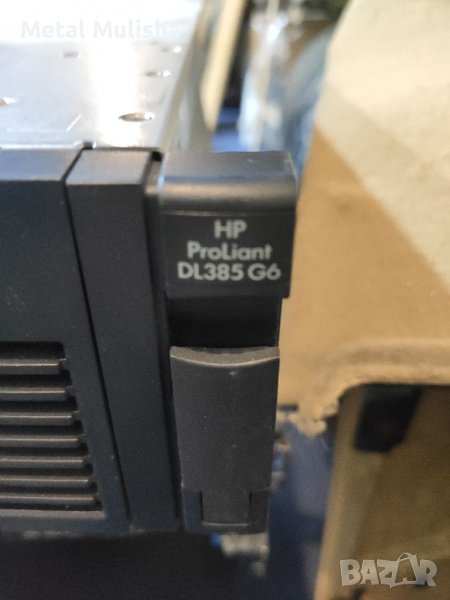 Metal Mulisha
HP
ProLiant
DL385 G6
BAZAR